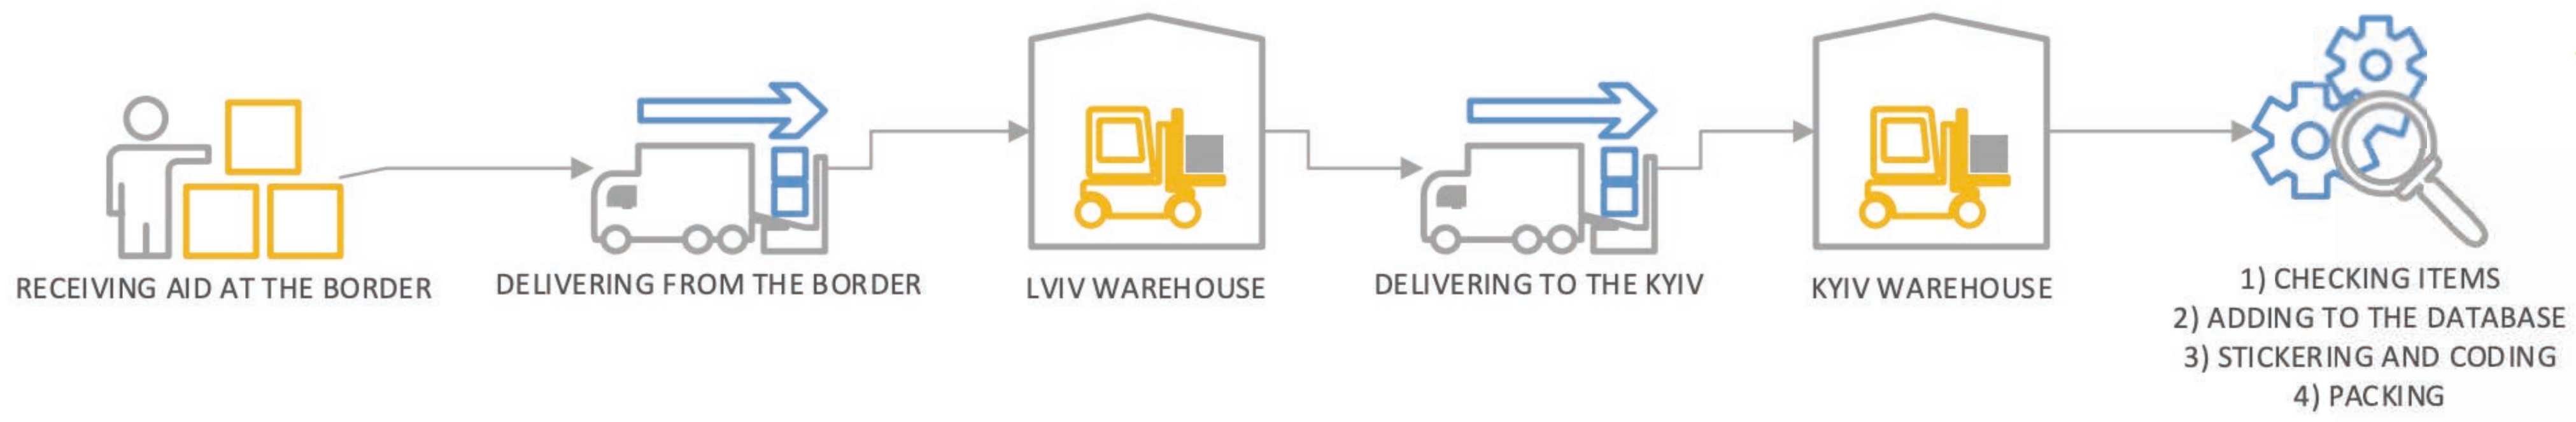 RECEIVING AID AT THE BORDER
DELIVERING FROM THE BORDER
LVIV WAREHOUSE
DELIVERING TO THE KYIV
KYIV WAREHOUSE
1) CHECKING ITEMS
2) ADDING TO THE DATABASE
3) STICKERING AND CODING
4) PACKING